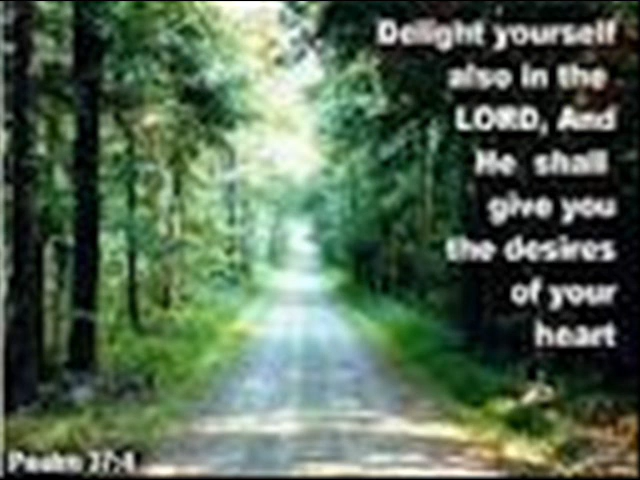 Delight yourself
also in the
LORD, And
He shall
give you
the desires
of your
heart
Psalm 37:4